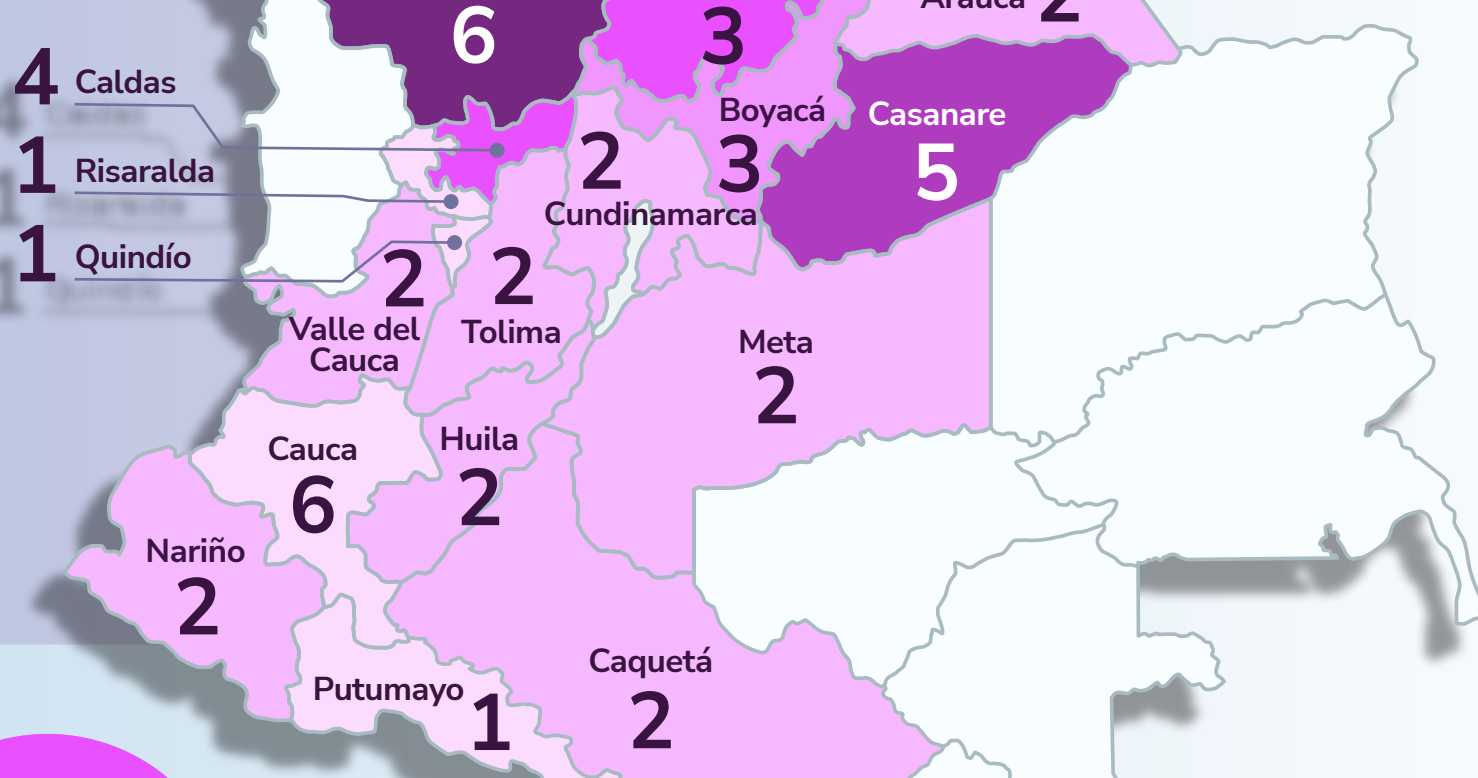 Arauca 2
6
3
4 Caldas
Boyacá
3
Casanare
5
1 Risaralda
2
Cundinamarca
1 Quindío
2
Valle del
Cauca
2
Tolima
Meta
2
Cauca
6
Huila
2
Nariño
2
Caquetá
2
Putumayo 1